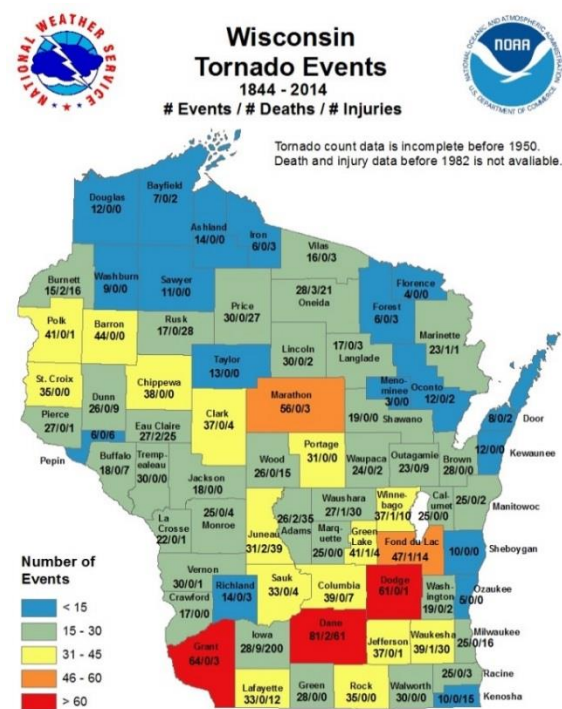 NATIONAL WEATHER SERVICE
Wisconsin
Tornado Events
1844 - 2014
# Events / # Deaths / # Injuries
NATIONAL OCEANIC AND ATMOSPHERIC ADMINISTRATION
NOAA
U.S. DEPARTMENT OF COMMERCE
Tornado count data is incomplete before 1950.
Death and injury data before 1982 is not avaliable.
Douglas
12/0/0
Bayfield
7/0/2
Ashland
14/0/0
Iron
6/0/3
Vilas
16/0/3
Burnett
15/2/16
Washburn
9/0/0
Sawyer
11/0/0
Price
30/0/27
28/3/21
Oneida
Forest
6/0/3
Florence
4/0/0
Marinette
23/1/1
Polk
41/0/1
Barron
44/0/0
Rusk
17/0/28
Lincoln
30/0/2
17/0/3
Langlade
Taylor
13/0/0
St. Croix
35/0/0
Dunn
26/0/9
Chippewa
38/0/0
Clark
37/0/4
Marathon
56/0/3
Meno-
minee
3/0/0
Oconto
12/0/2
8/0/2
Door
Pierce
27/0/1
6/0/6
Pepin
Eau Claire
27/2/25
19/0/0
Shawano
12/0/0
Kewaunee
Buffalo
18/0/7
Tremp-
ealeau
30/0/0
Jackson
18/0/0
Wood
26/0/15
Portage
31/0/0
Waupaca
24/0/2
Outagamie
23/0/9
Brown
28/0/0
La
Crosse
22/0/1
25/0/4
Monroe
Juneau
31/2/39
26/2/35
Adams
Waushara
27/1/30
Winne-
bago
37/1/10
Cal-
umet
25/0/0
25/0/2
Manitowoc
Mar-
quette
25/0/0
Green
Lake
41/1/4
Fond du Lac
47/1/14
10/0/0
Sheboygan
Vernon
30/0/1
Crawford
17/0/0
Richland
14/0/3
Sauk
33/0/4
Columbia
39/0/7
Dodge
61/0/1
Wash-
ington
19/0/2
Ozaukee
5/0/0
Grant
64/0/3
Iowa
28/9/200
Dane
81/2/61
Jefferson
37/0/1
Waukesha
39/1/30
Milwaukee
25/0/16
Lafayette
33/0/12
Green
28/0/0
Rock
35/0/0
Walworth
30/0/0
25/0/3
Racine
10/0/15
Kenosha
Number of
Events
< 15
15 - 30
31 - 45
46 - 60
> 60